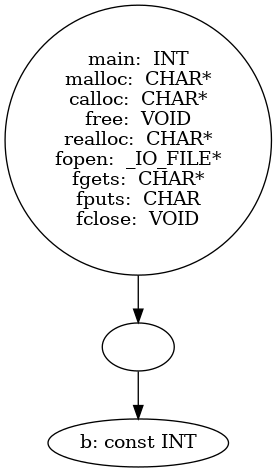 main: INT
malloc: CHAR*
calloc: CHAR*
free: VOID
realloc: CHAR*
fopen: _IO_FILE*
fgets: CHAR*
fputs: CHAR
fclose: VOID
b: const INT